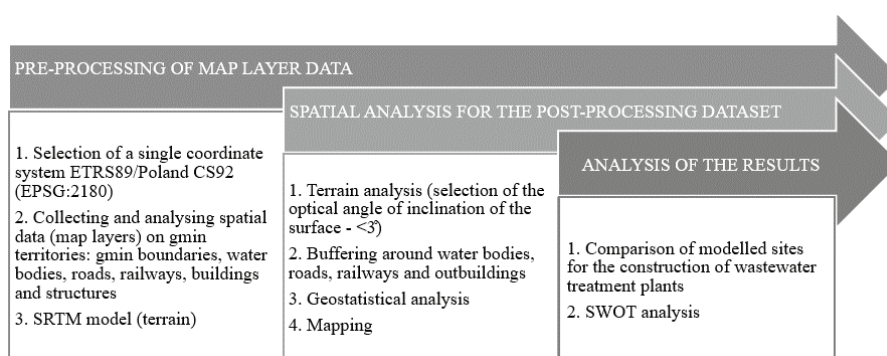 PRE-PROCESSING OF MAP LAYER DATA
1. Selection of a single coordinate
system ETRS89/Poland CS92
(EPSG:2180)
2. Collecting and analysing spatial
data (map layers) on gmin
territories: gmin boundaries, water
bodies, roads, railways, buildings
and structures
3. SRTM model (terrain)
SPATIAL ANALYSIS FOR THE POST-PROCESSING DATASET
1. Terrain analysis (selection of the
optical angle of inclination of the
surface - <3°)
2. Buffering around water bodies,
roads, railways and outbuildings
3. Geostatistical analysis
4. Mapping
ANALYSIS OF THE RESULTS
1. Comparison of modelled sites
for the construction of wastewater
treatment plants
2. SWOT analysis